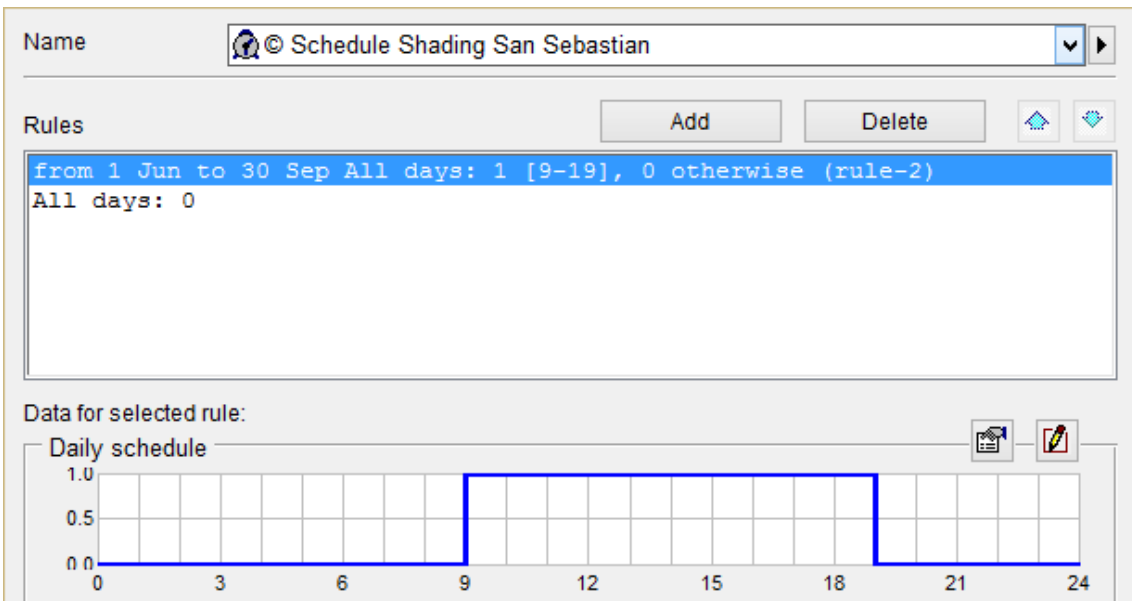 Name © Schedule Shading San Sebastian
Rules Add Delete
from 1 Jun to 30 Sep All days: 1 [9-19], 0 otherwise (rule-2)
All days: 0
Data for selected rule:
Daily schedule
1.0
0.5
0.0
0 3 6 9 12 15 18 21 24